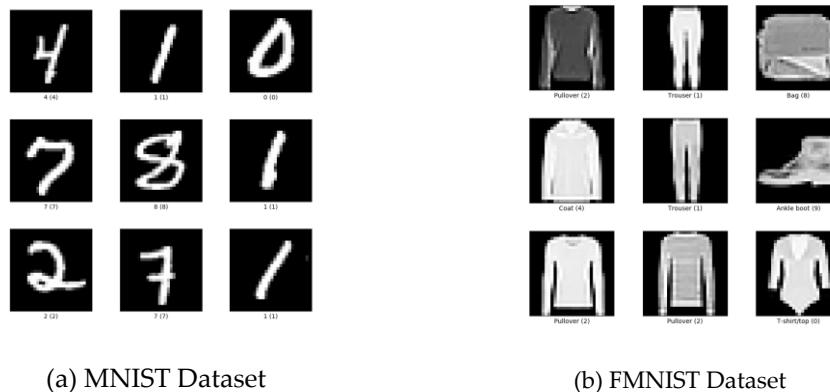 4 (4) 1 (1) 0 (0)
7 (7) 8 (8) 1 (1)
2 (2) 7 (7) 1 (1)
(a) MNIST Dataset
Pullover (2) Trouser (1) Bag (8)
Coat (4) Trouser (1) Ankle boot (9)
Pullover (2) Pullover (2) T-shirt/top (0)
(b) FMNIST Dataset